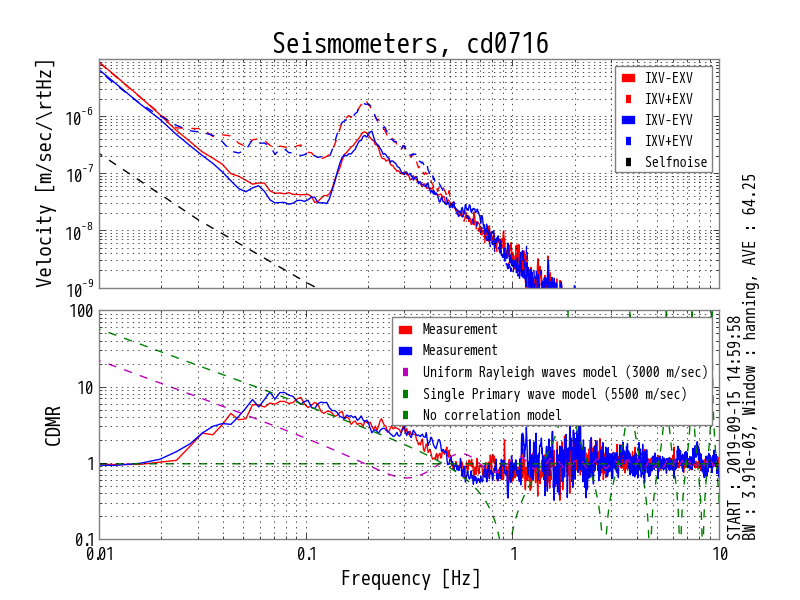 Seismometers, cd0716
Velocity [m/sec/\rtHz]
10^-6
10^-7
10^-8
10^-9
IXV-EXV
IXV+EXV
IXV-EYV
IXV+EYV
Selfnoise
CDMR
100
10
1
0.1
Measurement
Measurement
Uniform Rayleigh waves model (3000 m/sec)
Single Primary wave model (5500 m/sec)
No correlation model
0.01
0.1
1
10
Frequency [Hz]
START : 2019-09-15 14:59:58
BW : 3.91e-03, Window : hanning, AVE : 64.25